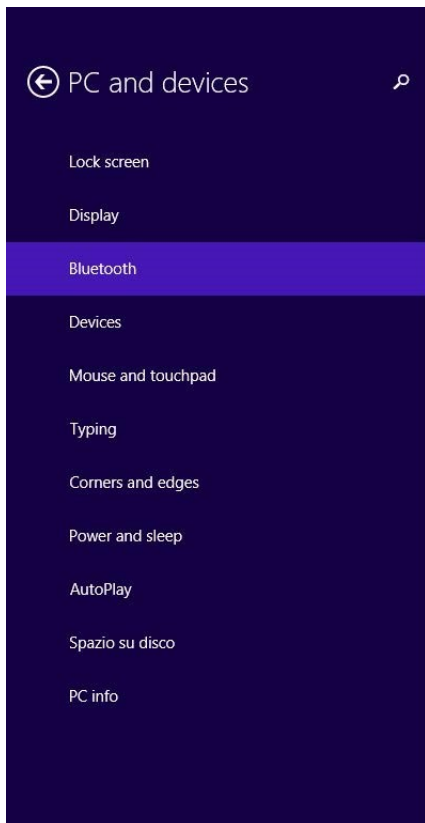 PC and devices
Lock screen
Display
Bluetooth
Devices
Mouse and touchpad
Typing
Corners and edges
Power and sleep
AutoPlay
Spazio su disco
PC info